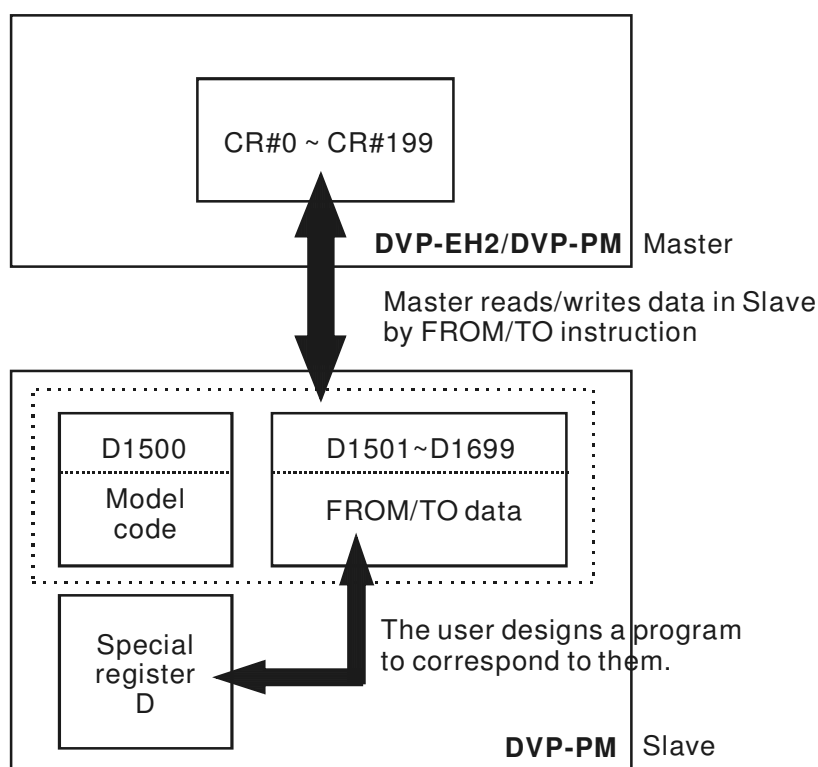 CR#0 ~ CR#199
DVP-EH2/DVP-PM Master
Master reads/writes data in Slave
by FROM/TO instruction
D1500
Model
code
D1501~D1699
FROM/TO data
Special
register
D
The user designs a program
to correspond to them.
DVP-PM Slave